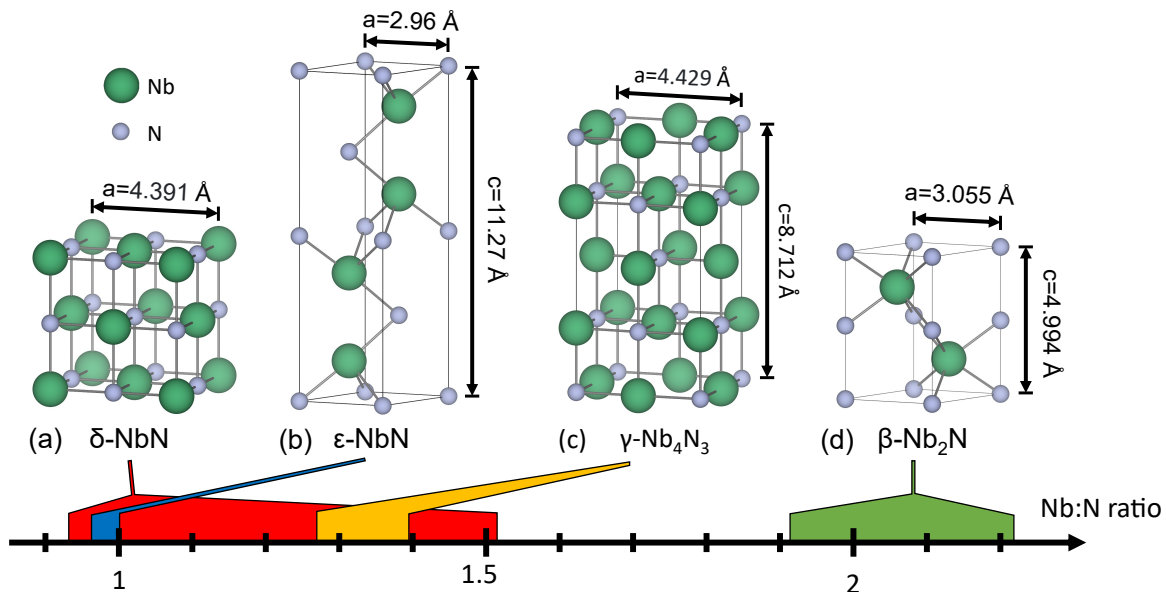 Nb
N
a=4.391 Å
a=2.96 Å
c=11.27 Å
a=4.429 Å
c=8.712 Å
a=3.055 Å
c=4.994 Å
(a) δ-NbN
(b) ε-NbN
(c) γ-Nb₄N₃
(d) β-Nb₂N
Nb:N ratio
1
1.5
2